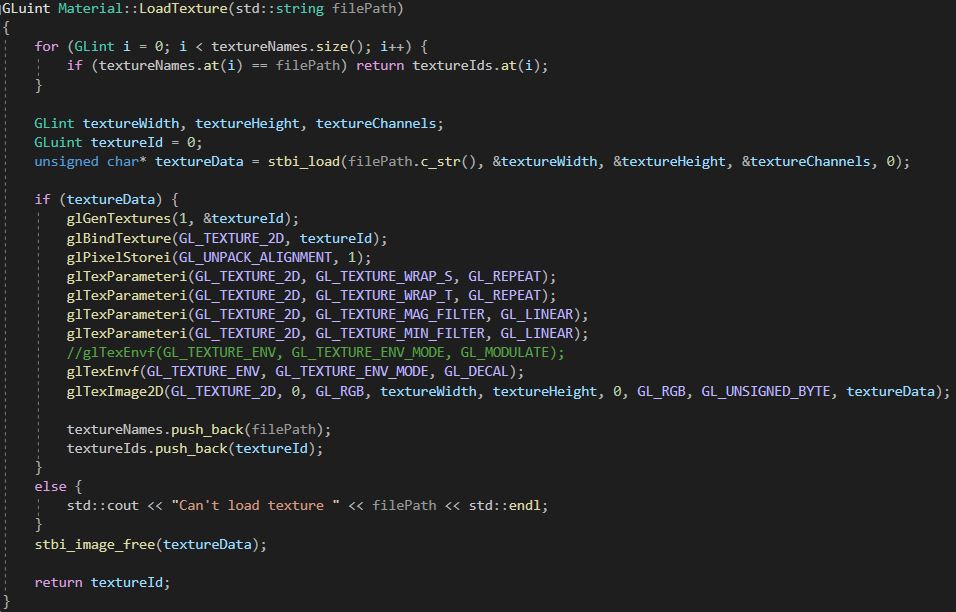 GLuint Material::LoadTexture(std::string filePath)
{
    for (GLint i = 0; i < textureNames.size(); i++) {
        if (textureNames.at(i) == filePath) return textureIds.at(i);
    }

    GLint textureWidth, textureHeight, textureChannels;
    GLuint textureId = 0;
    unsigned char* textureData = stbi_load(filePath.c_str(), &textureWidth, &textureHeight, &textureChannels, 0);

    if (textureData) {
        glGenTextures(1, &textureId);
        glBindTexture(GL_TEXTURE_2D, textureId);
        glPixelStorei(GL_UNPACK_ALIGNMENT, 1);
        glTexParameteri(GL_TEXTURE_2D, GL_TEXTURE_WRAP_S, GL_REPEAT);
        glTexParameteri(GL_TEXTURE_2D, GL_TEXTURE_WRAP_T, GL_REPEAT);
        glTexParameteri(GL_TEXTURE_2D, GL_TEXTURE_MAG_FILTER, GL_LINEAR);
        glTexParameteri(GL_TEXTURE_2D, GL_TEXTURE_MIN_FILTER, GL_LINEAR);
        //glTexEnvf(GL_TEXTURE_ENV, GL_TEXTURE_ENV_MODE, GL_MODULATE);
        glTexEnvf(GL_TEXTURE_ENV, GL_TEXTURE_ENV_MODE, GL_DECAL);
        glTexImage2D(GL_TEXTURE_2D, 0, GL_RGB, textureWidth, textureHeight, 0, GL_RGB, GL_UNSIGNED_BYTE, textureData);

        textureNames.push_back(filePath);
        textureIds.push_back(textureId);
    }
    else {
        std::cout << "Can't load texture " << filePath << std::endl;
    }
    stbi_image_free(textureData);

    return textureId;
}